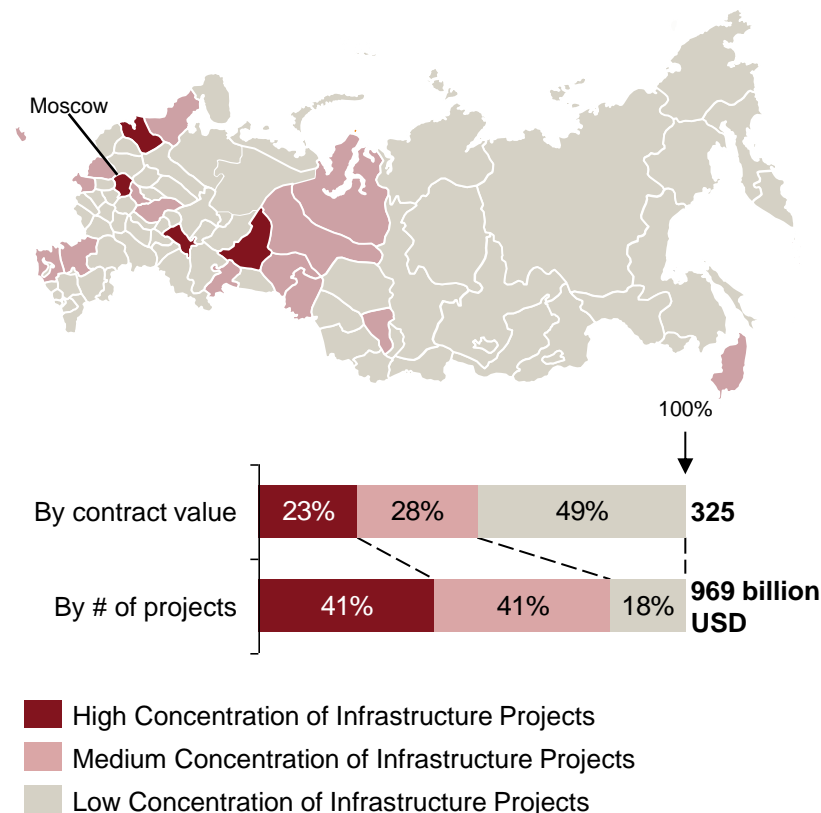 Moscow
100%
By contract value 23% 28% 49% 325
By # of projects 41% 41% 18% 969 billion
USD
High Concentration of Infrastructure Projects
Medium Concentration of Infrastructure Projects
Low Concentration of Infrastructure Projects